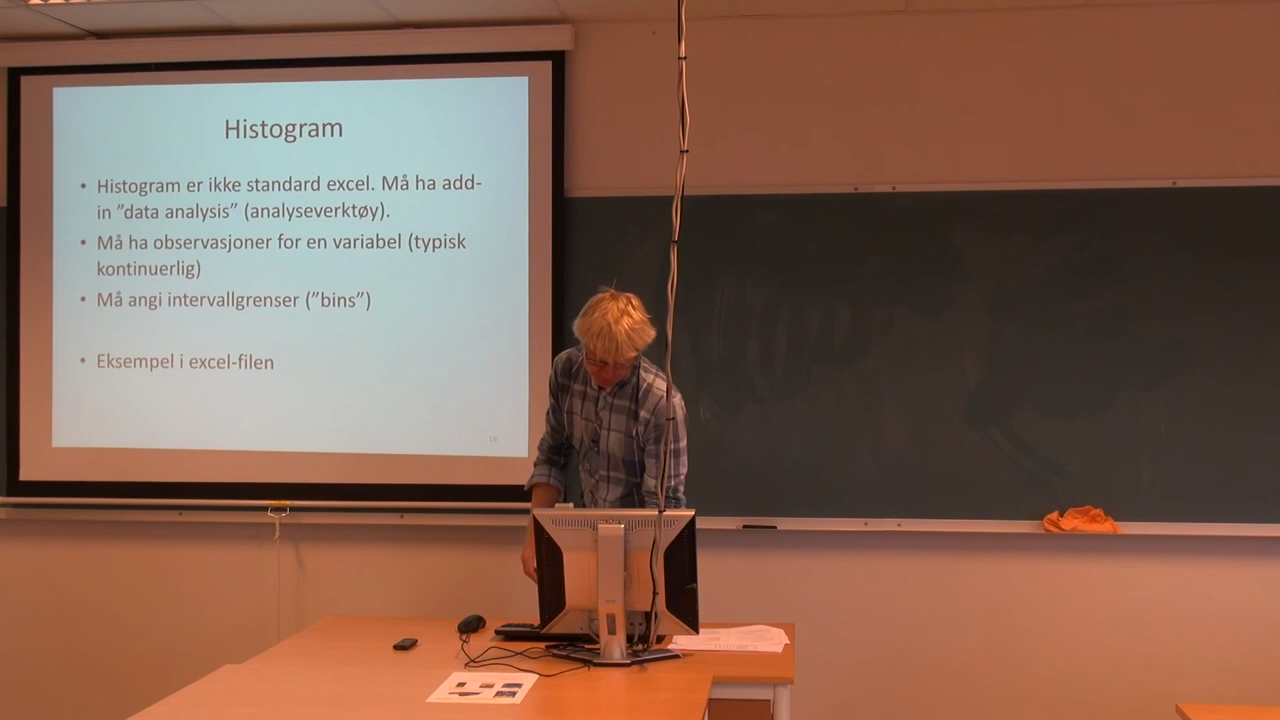 Histogram
• Histogram er ikke standard excel. Må ha add-
in ”data analysis” (analyseverktøy).
• Må ha observasjoner for en variabel (typisk
kontinuerlig)
• Må angi intervallgrenser (”bins”)
• Eksempel i excel-filen